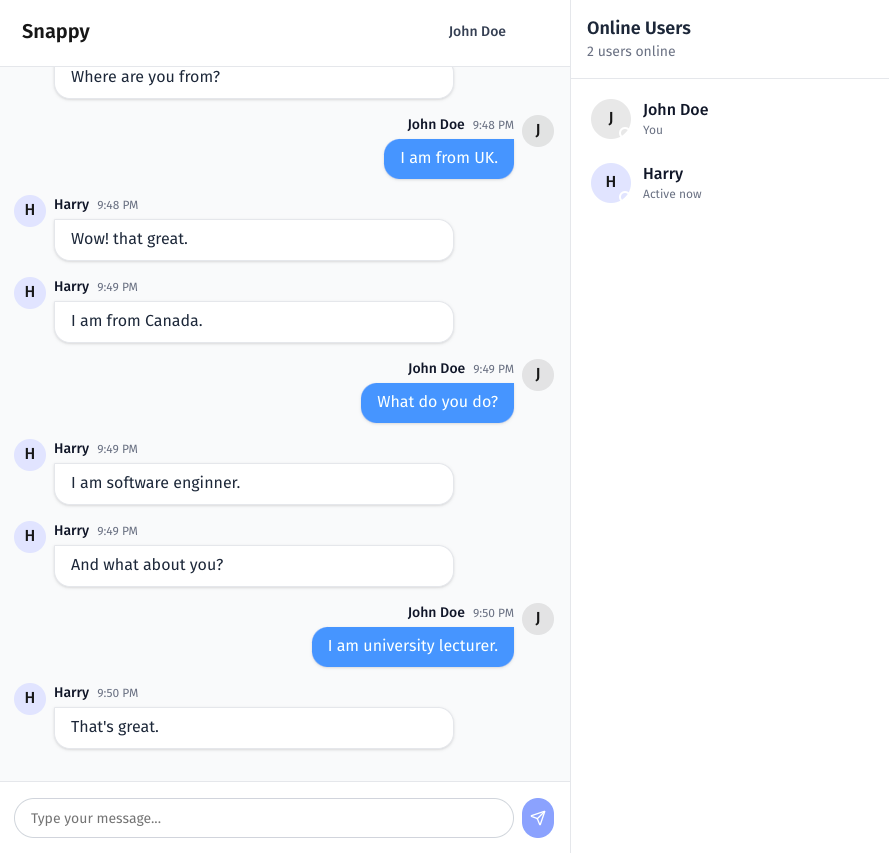 Snappy
John Doe
Where are you from?
John Doe 9:48 PM
J
I am from UK.
H
Harry 9:48 PM
Wow! that great.
H
Harry 9:49 PM
I am from Canada.
John Doe 9:49 PM
J
What do you do?
H
Harry 9:49 PM
I am software enginner.
H
Harry 9:49 PM
And what about you?
John Doe 9:50 PM
J
I am university lecturer.
H
Harry 9:50 PM
That's great.
Type your message...
Online Users
2 users online
J
John Doe
You
H
Harry
Active now